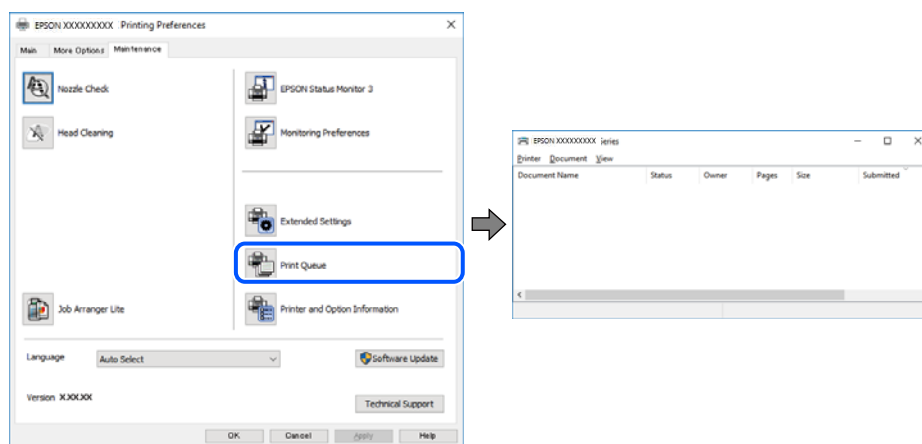 EPSON XXXXXXXXX Printing Preferences
Main More Options Maintenance
Nozzle Check
EPSON Status Monitor 3
Head Cleaning
Monitoring Preferences
Extended Settings
Print Queue
Job Arranger Lite
Printer and Option Information
Language Auto Select
Software Update
Version X.XX.XX
Technical Support
OK Cancel Apply Help
EPSON XXXXXXXXX ieries
Printer Document View
Document Name Status Owner Pages Size Submitted